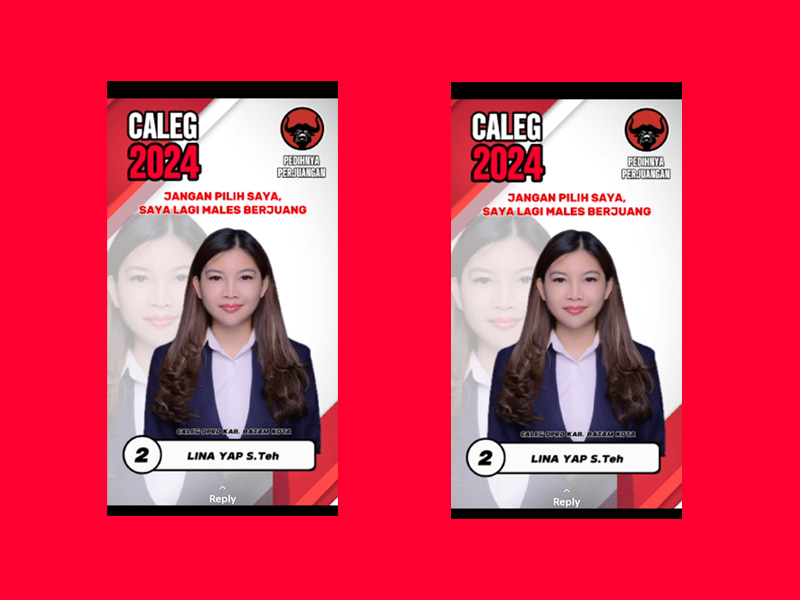 CALEG
2024
PEDIHNYA
PERJUANGAN
JANGAN PILIH SAYA,
SAYA LAGI MALES BERJUANG
CALEG DPRD KAB. BATAM KOTA
2
LINA YAP S.Teh
Reply
CALEG
2024
PEDIHNYA
PERJUANGAN
JANGAN PILIH SAYA,
SAYA LAGI MALES BERJUANG
CALEG DPRD KAB. BATAM KOTA
2
LINA YAP S.Teh
Reply